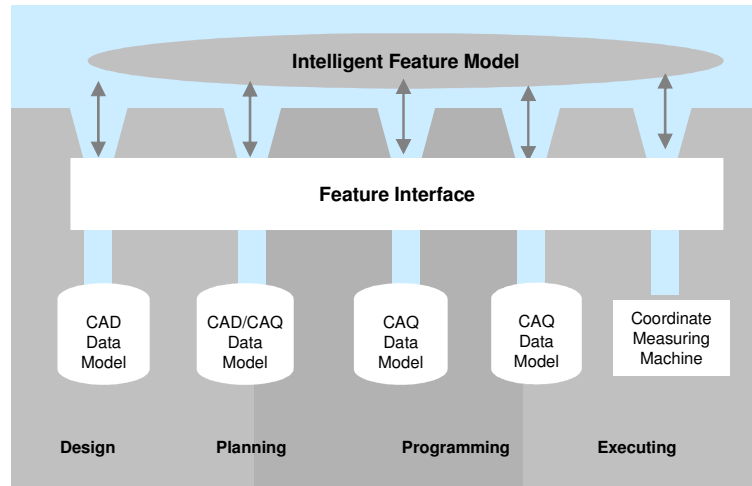 Intelligent Feature Model
Feature Interface
CAD
Data
Model
CAD/CAQ
Data
Model
CAQ
Data
Model
CAQ
Data
Model
Coordinate
Measuring
Machine
Design
Planning
Programming
Executing